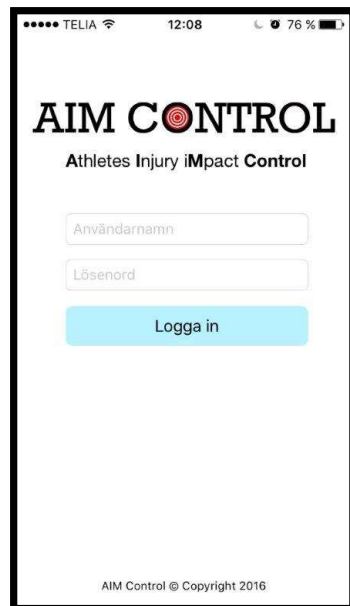 TELIA 12:08 76 %
AIM CONTROL
Athletes Injury iMpact Control
Användarnamn
Lösenord
Logga in
AIM Control © Copyright 2016